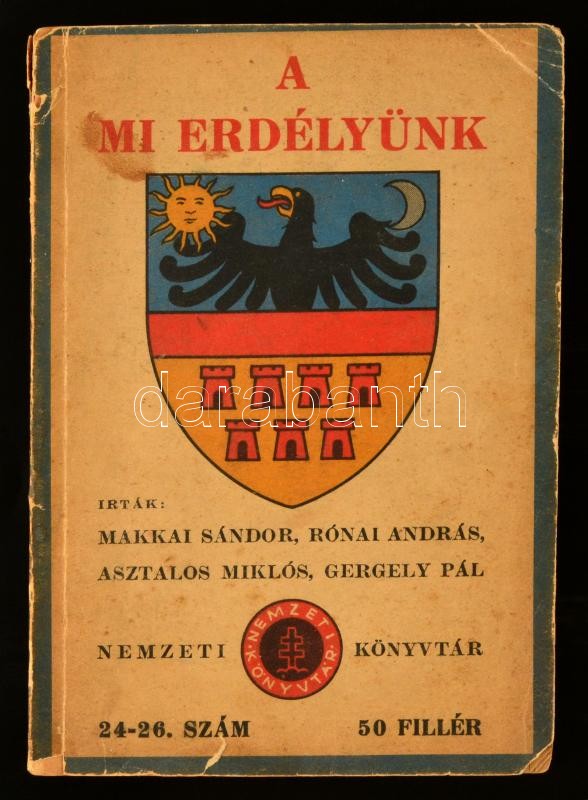 A
MI ERDÉLYÜNK
darabanth
IRTÁK:
MAKKAI SÁNDOR, RÓNAI ANDRÁS,
ASZTALOS MIKLÓS, GERGELY PÁL
NEMZETI
NEMZETI KÖNYVTÁR
KÖNYVTÁR
24-26. SZÁM
50 FILLÉR